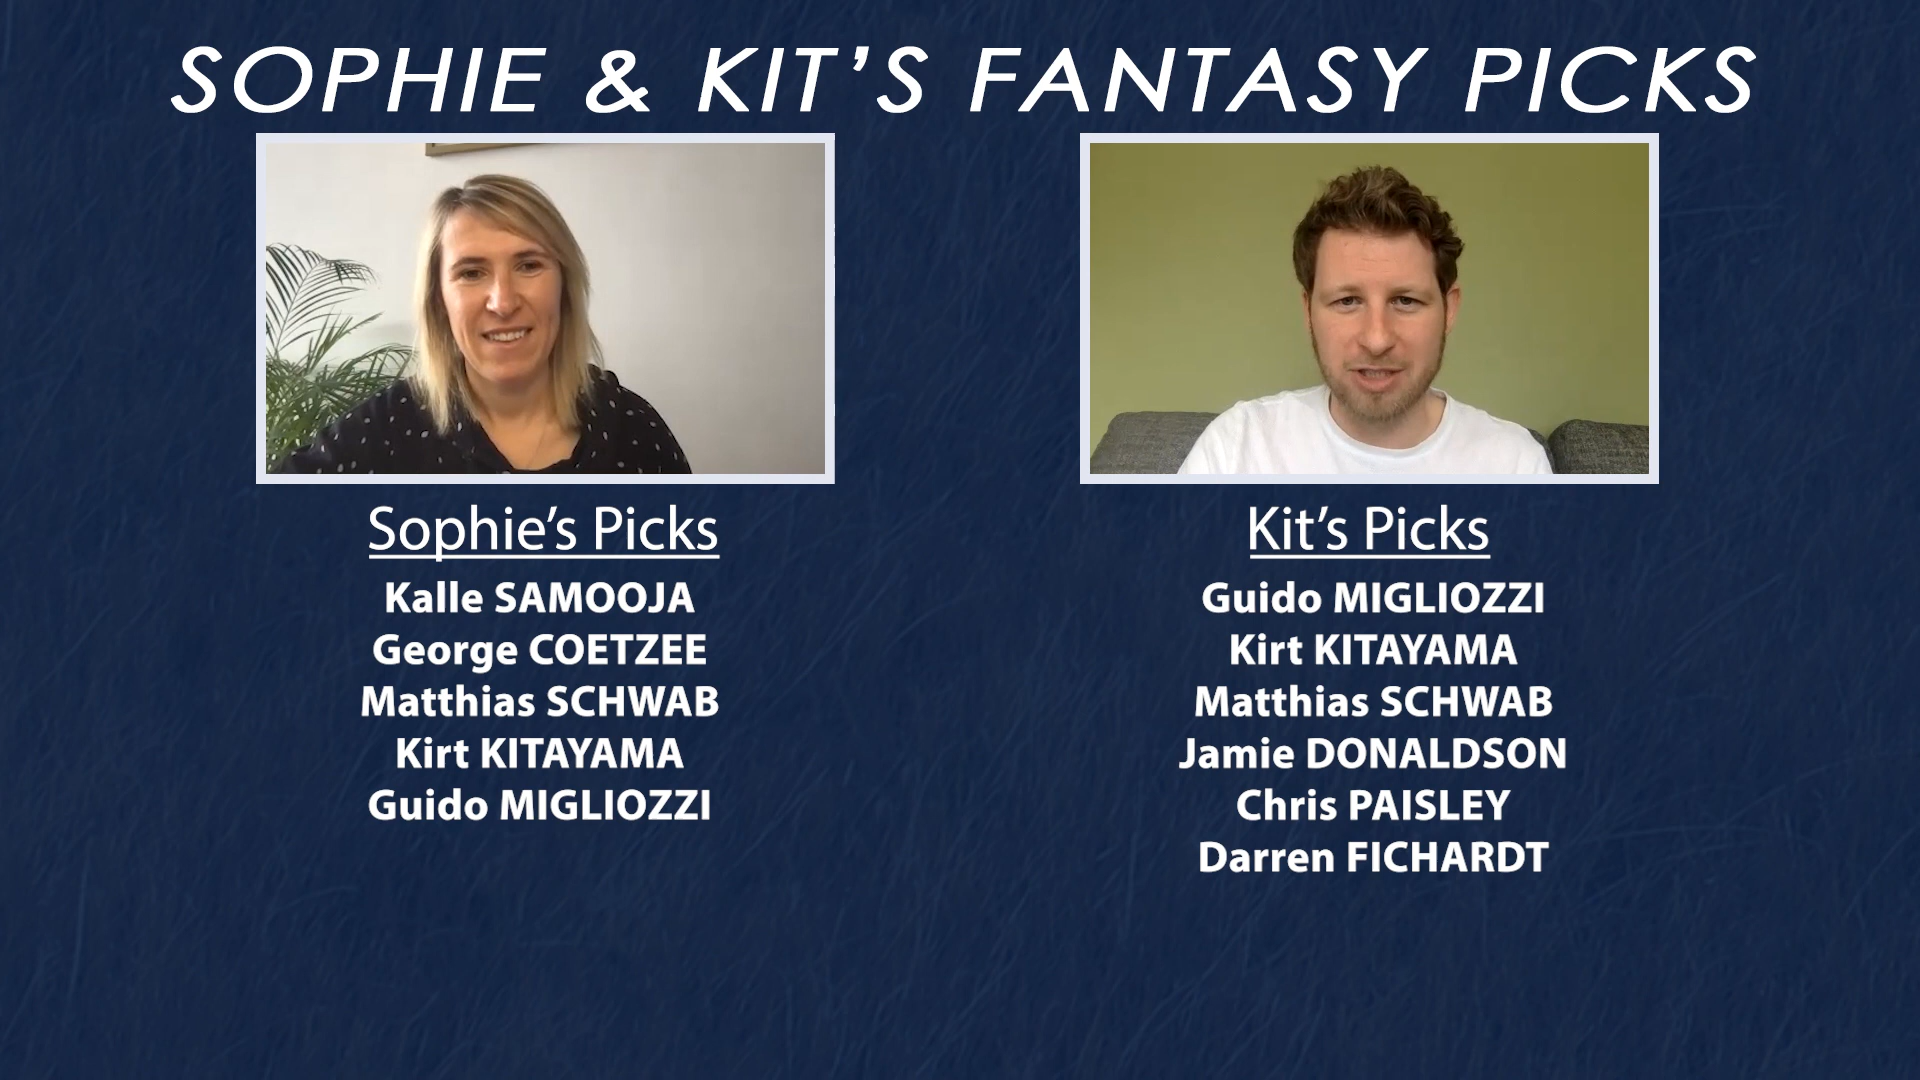 SOPHIE & KIT’S FANTASY PICKS
Sophie’s Picks
Kalle SAMOOJA
George COETZEE
Matthias SCHWAB
Kirt KITAYAMA
Guido MIGLIOZZI
Kit’s Picks
Guido MIGLIOZZI
Kirt KITAYAMA
Matthias SCHWAB
Jamie DONALDSON
Chris PAISLEY
Darren FICHARDT